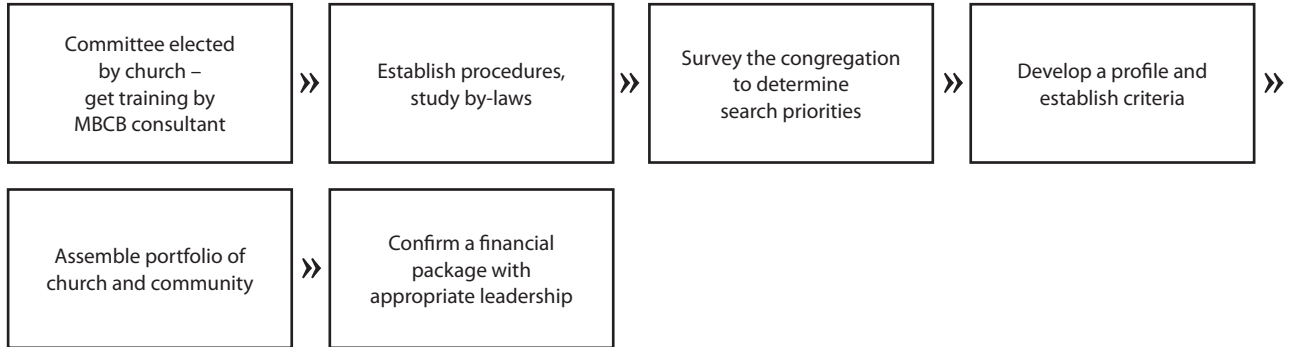 Committee elected
by church –
get training by
MBCB consultant
»
Establish procedures,
study by-laws
»
Survey the congregation
to determine
search priorities
»
Develop a profile and
establish criteria
»
Assemble portfolio of
church and community
»
Confirm a financial
package with
appropriate leadership